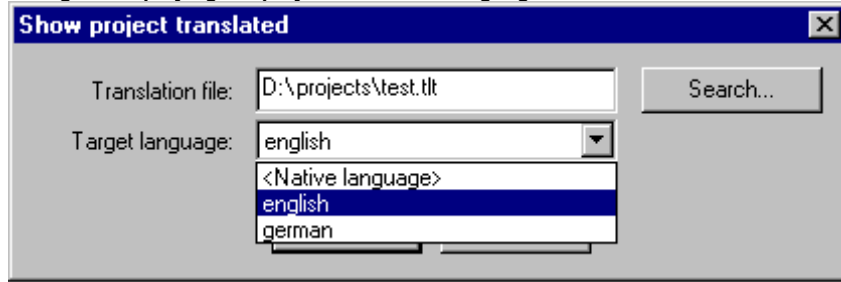 Show project translated
Translation file: D:\projects\test.tlt Search...
Target language: english
<Native language>
english
german